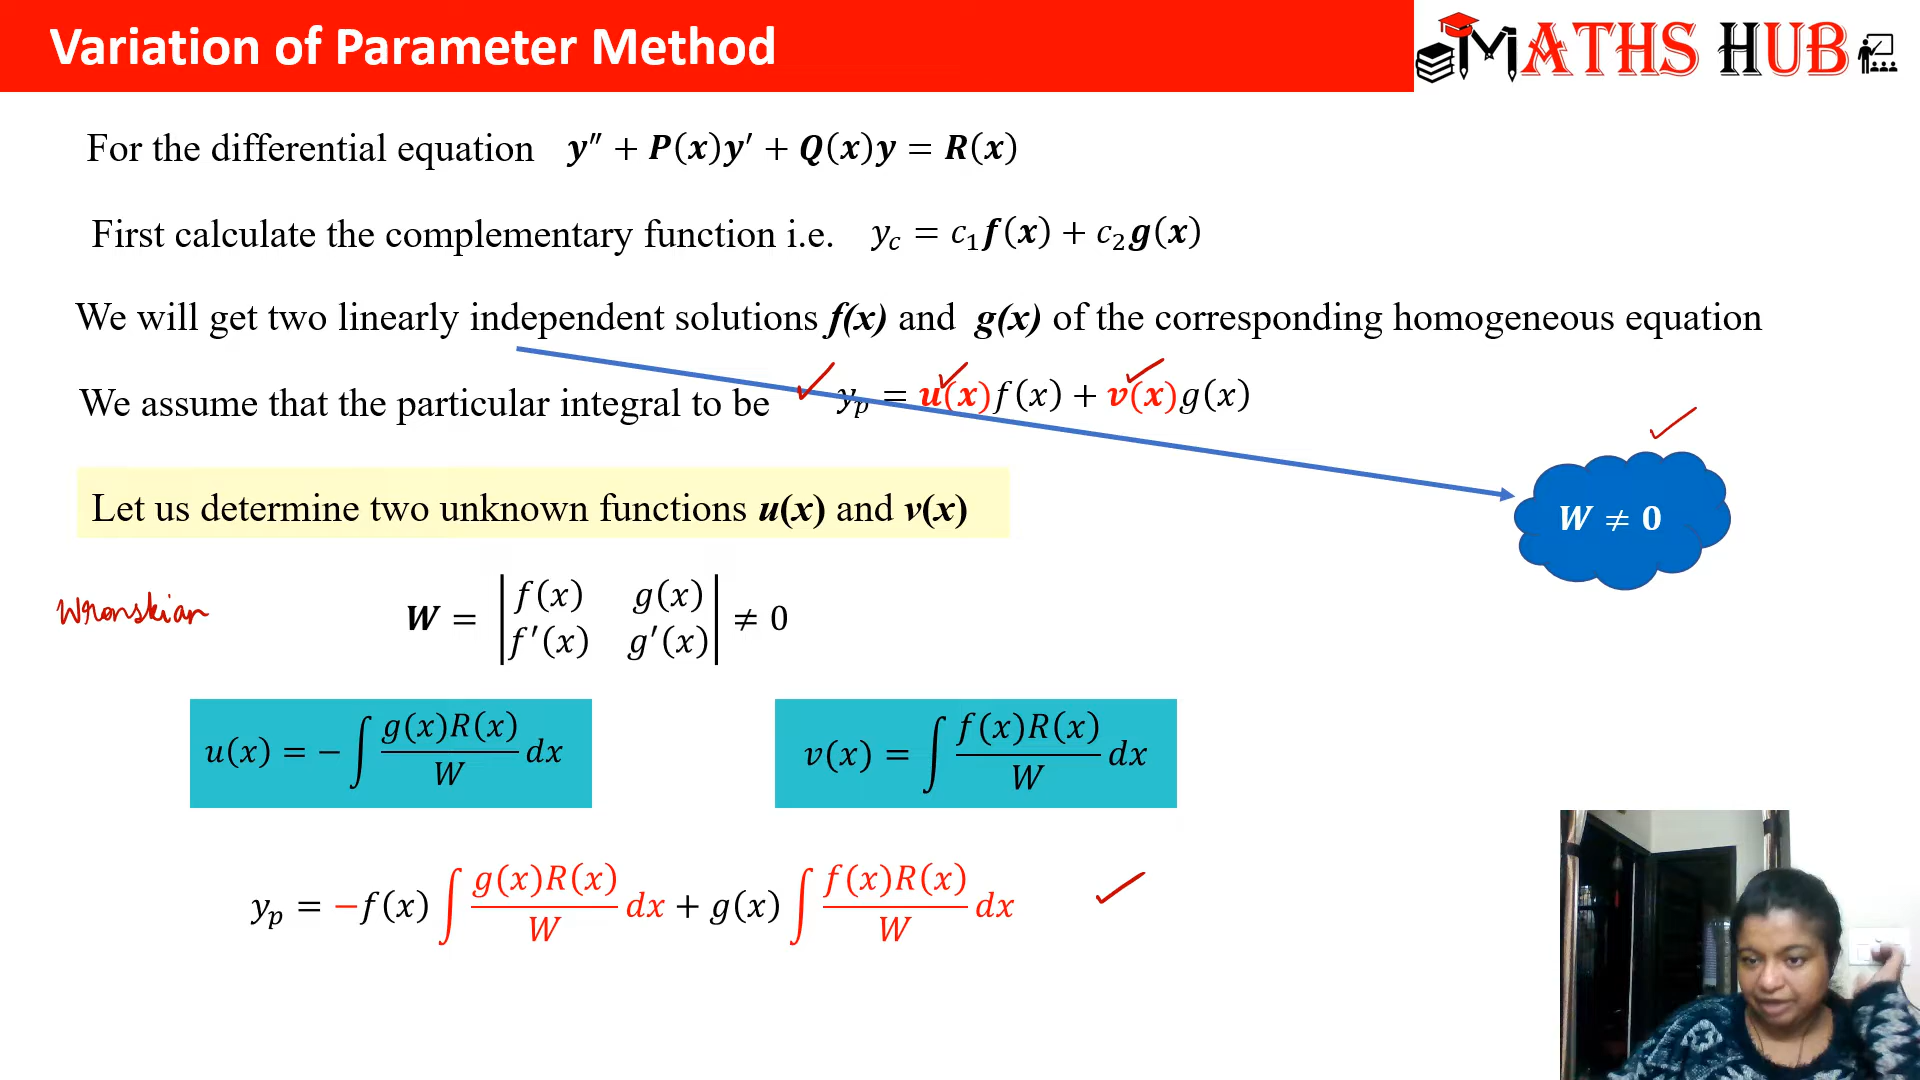 Variation of Parameter Method
MATHS HUB
For the differential equation y″ + P(x)y′ + Q(x)y = R(x)
First calculate the complementary function i.e. y_c = c₁f(x) + c₂g(x)
We will get two linearly independent solutions f(x) and g(x) of the corresponding homogeneous equation
We assume that the particular integral to be y_p = u(x)f(x) + v(x)g(x)
Let us determine two unknown functions u(x) and v(x)
W ≠ 0
Wronskian W = |f(x) g(x)| ≠ 0
|f′(x) g′(x)|
u(x) = −∫ g(x)R(x)/W dx v(x) = ∫ f(x)R(x)/W dx
y_p = −f(x) ∫ g(x)R(x)/W dx + g(x) ∫ f(x)R(x)/W dx